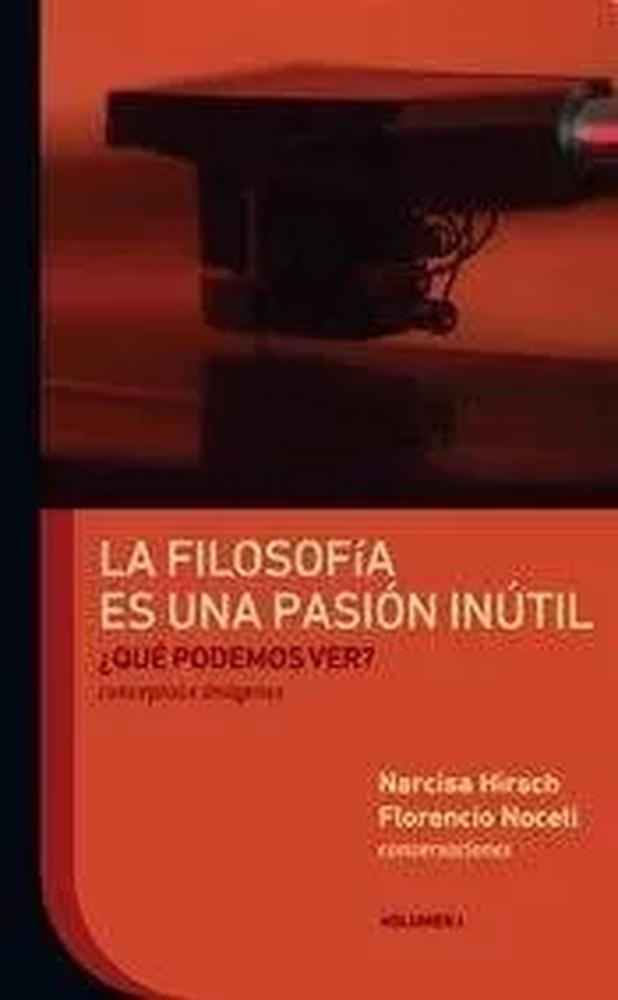 LA FILOSOFíA
ES UNA PASIÓN INÚTIL
¿QUÉ PODEMOS VER?
conceptos e imágenes
Narcisa Hirsch
Florencio Noceti
conversaciones
VOLUMEN I